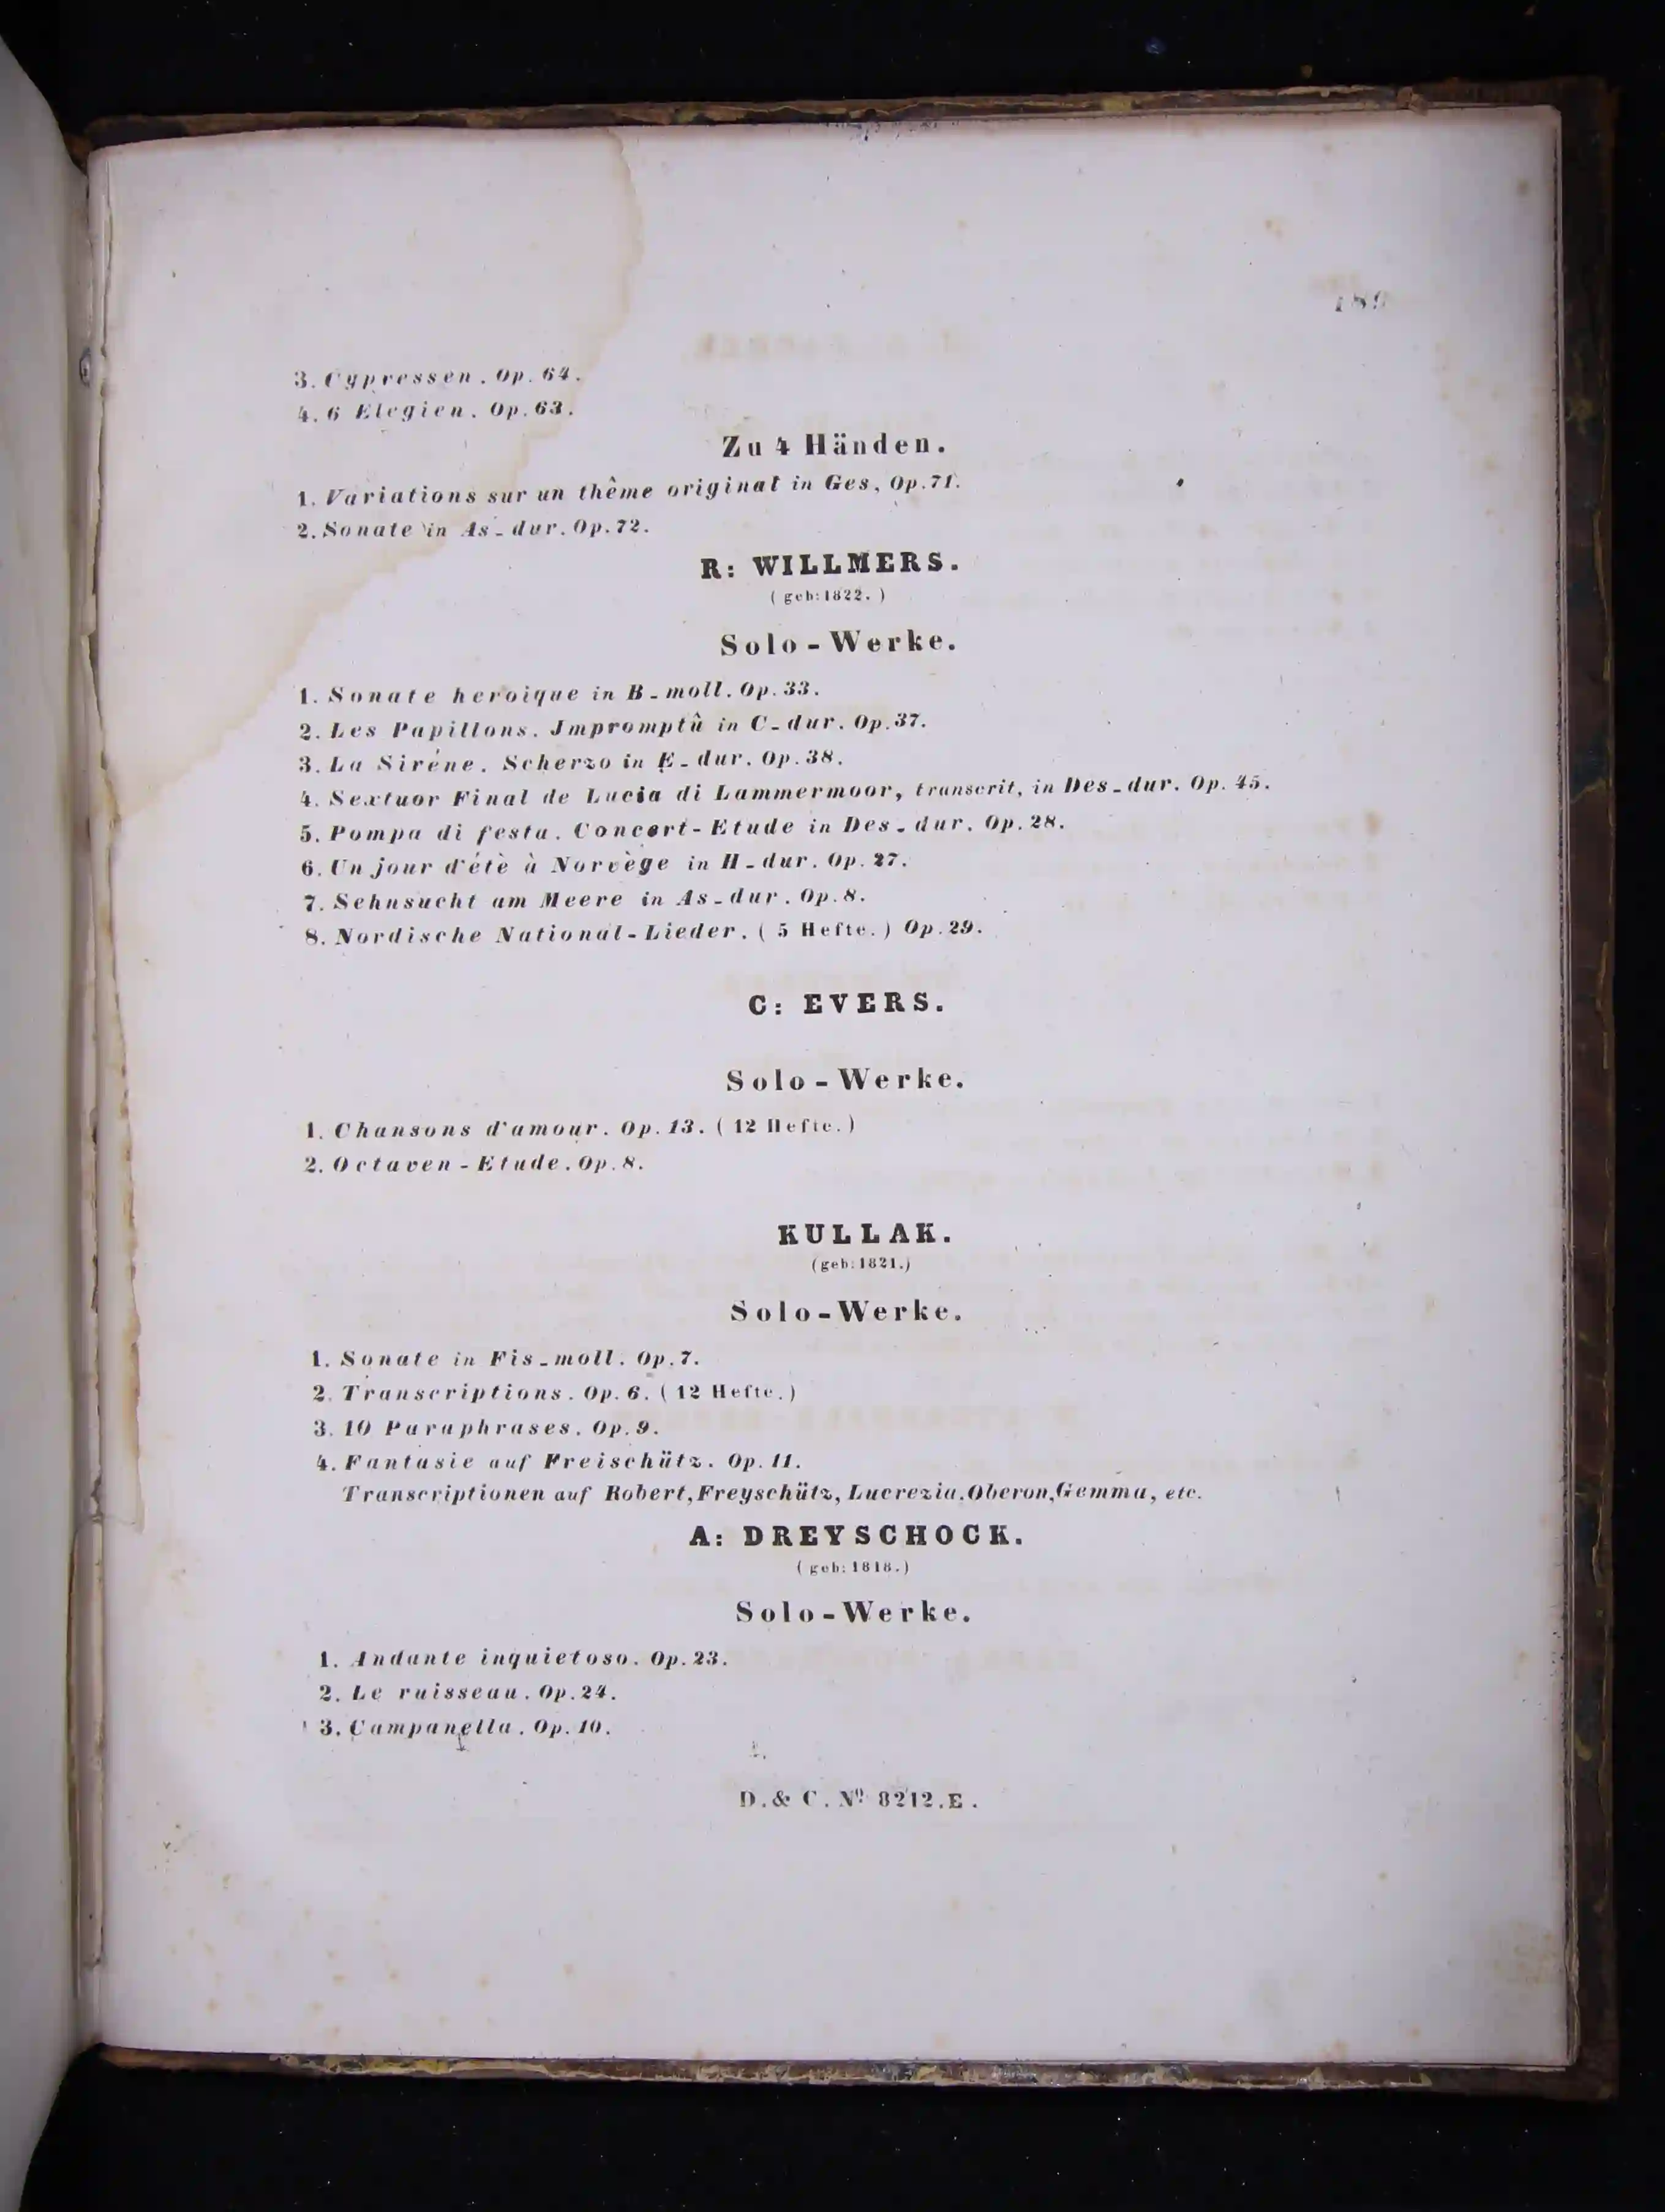 189
3. Cypressen. Op. 64.
4. 6 Elegien. Op. 63.
Zu 4 Händen.
1. Variations sur un thême original in Ges, Op. 71.
2. Sonate in As-dur. Op. 72.
R: WILLMERS.
(geb: 1822.)
Solo-Werke.
1. Sonate heroique in B-moll. Op. 33.
2. Les Papillons. Jmpromptû in C-dur. Op. 37.
3. La Siréne. Scherzo in E-dur. Op. 38.
4. Sextuor Final de Lucia di Lammermoor, transcrit, in Des-dur. Op. 45.
5. Pompa di festa. Concert-Etude in Des-dur. Op. 28.
6. Un jour d'étè à Norvège in H-dur. Op. 27.
7. Sehnsucht am Meere in As-dur. Op. 8.
8. Nordische National-Lieder. (5 Hefte.) Op. 29.
C: EVERS.
Solo-Werke.
1. Chansons d'amour. Op. 13. (12 Hefte.)
2. Octaven-Etude. Op. 8.
KULLAK.
(geb: 1821.)
Solo-Werke.
1. Sonate in Fis-moll. Op. 7.
2. Transcriptions. Op. 6. (12 Hefte.)
3. 10 Paraphrases. Op. 9.
4. Fantasie auf Freischütz. Op. 11.
Transcriptionen auf Robert, Freyschütz, Lucrezia. Oberon, Gemma, etc.
A: DREYSCHOCK.
(geb: 1818.)
Solo-Werke.
1. Andante inquietoso. Op. 23.
2. Le ruisseau. Op. 24.
3. Campanella. Op. 10.
D. & C. Nº 8212. E.